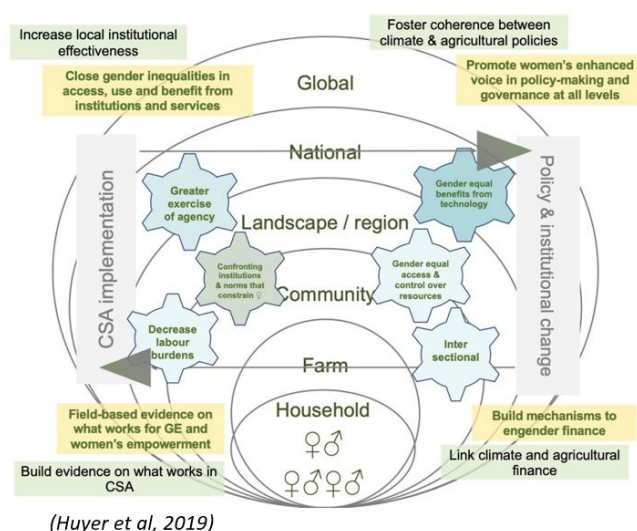 Increase local institutional
effectiveness
Close gender inequalities in
access, use and benefit from
institutions and services
Foster coherence between
climate & agricultural policies
Promote women's enhanced
voice in policy-making and
governance at all levels
Global
National
Landscape / region
Community
Farm
Household
CSA implementation
Policy & institutional change
Greater
exercise
of agency
Gender equal
benefits from
technology
Confronting
institutions
& norms that
constrain ♀
Gender equal
access &
control over
resources
Decrease
labour
burdens
Inter
sectional
♀♂
♀♂♀♂
Field-based evidence on
what works for GE and
women's empowerment
Build evidence on what works in
CSA
Build mechanisms to
engender finance
Link climate and agricultural
finance
(Huyer et al, 2019)